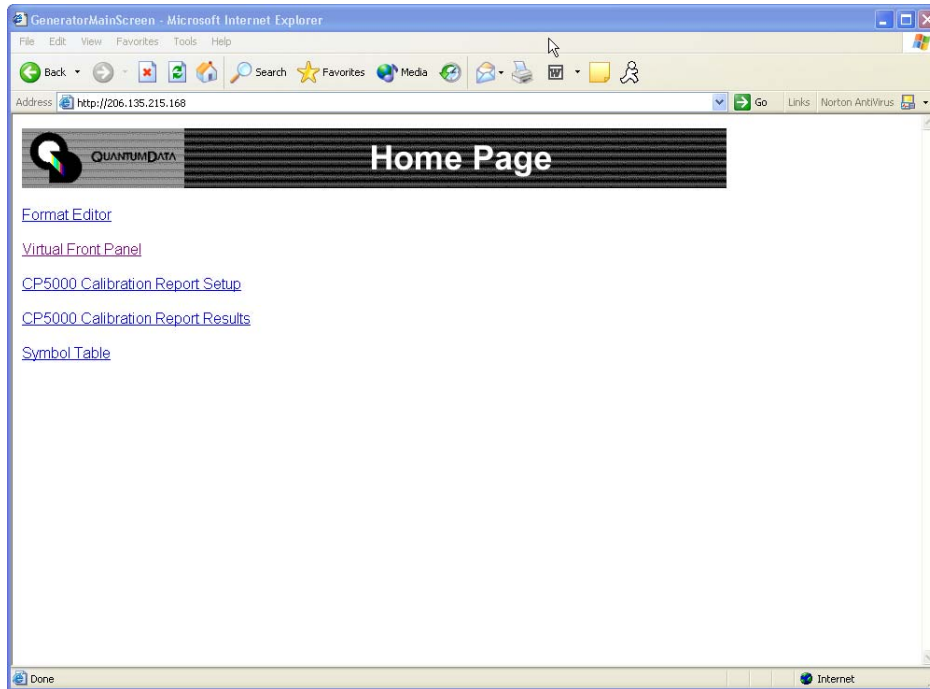 GeneratorMainScreen - Microsoft Internet Explorer
File Edit View Favorites Tools Help
Back Search Favorites Media W
Address http://206.135.215.168 Go Links Norton AntiVirus
QUANTUMDATA Home Page
Format Editor
Virtual Front Panel
CP5000 Calibration Report Setup
CP5000 Calibration Report Results
Symbol Table
Done Internet